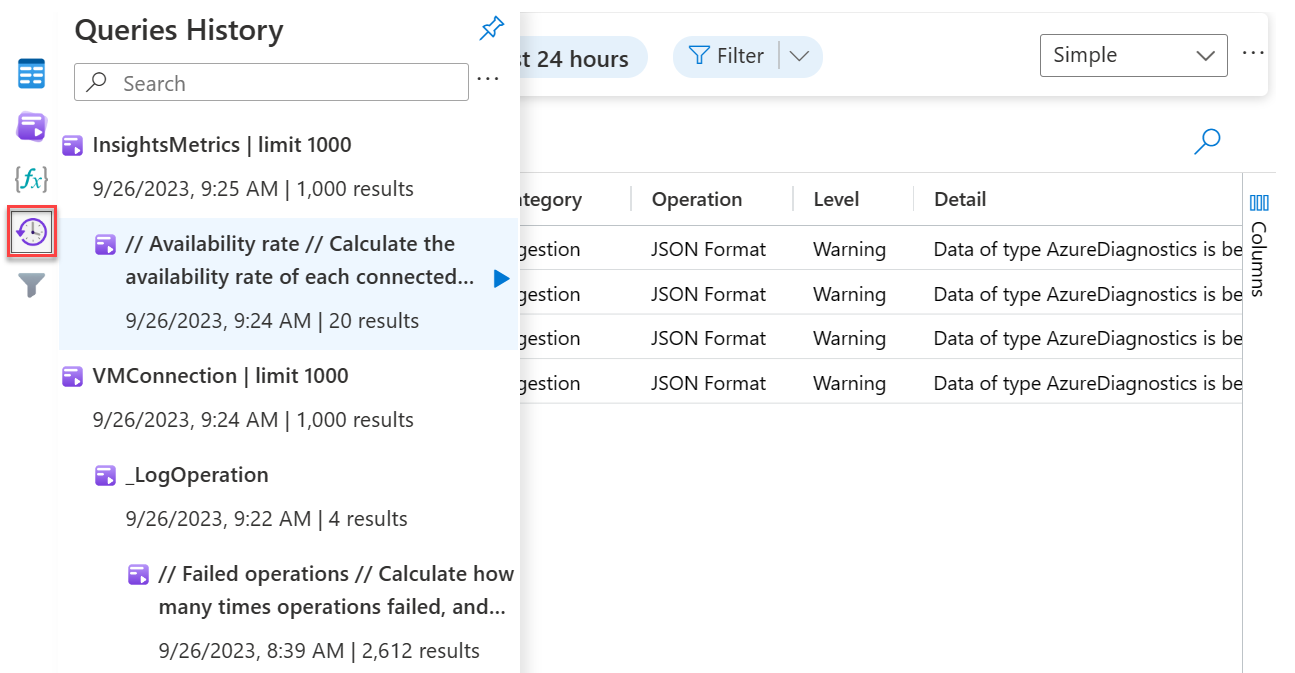 Queries History
Search
InsightsMetrics | limit 1000
9/26/2023, 9:25 AM | 1,000 results
// Availability rate // Calculate the
availability rate of each connected...
9/26/2023, 9:24 AM | 20 results
VMConnection | limit 1000
9/26/2023, 9:24 AM | 1,000 results
_LogOperation
9/26/2023, 9:22 AM | 4 results
// Failed operations // Calculate how
many times operations failed, and...
9/26/2023, 8:39 AM | 2,612 results
{fx}
st 24 hours
Filter
Simple
tegory Operation Level Detail
gestion JSON Format Warning Data of type AzureDiagnostics is be
gestion JSON Format Warning Data of type AzureDiagnostics is be
gestion JSON Format Warning Data of type AzureDiagnostics is be
gestion JSON Format Warning Data of type AzureDiagnostics is be
Columns